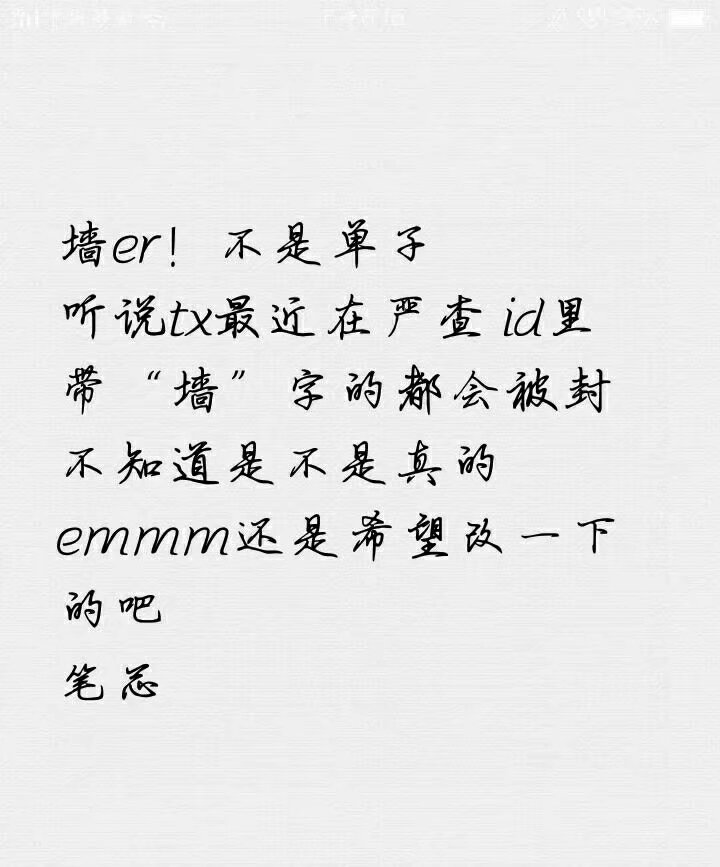 墙er！不是单子
听说tx最近在严查 id里
带“墙”字的都会被封
不知道是不是真的
emmm还是希望改一下
的吧
笔芯